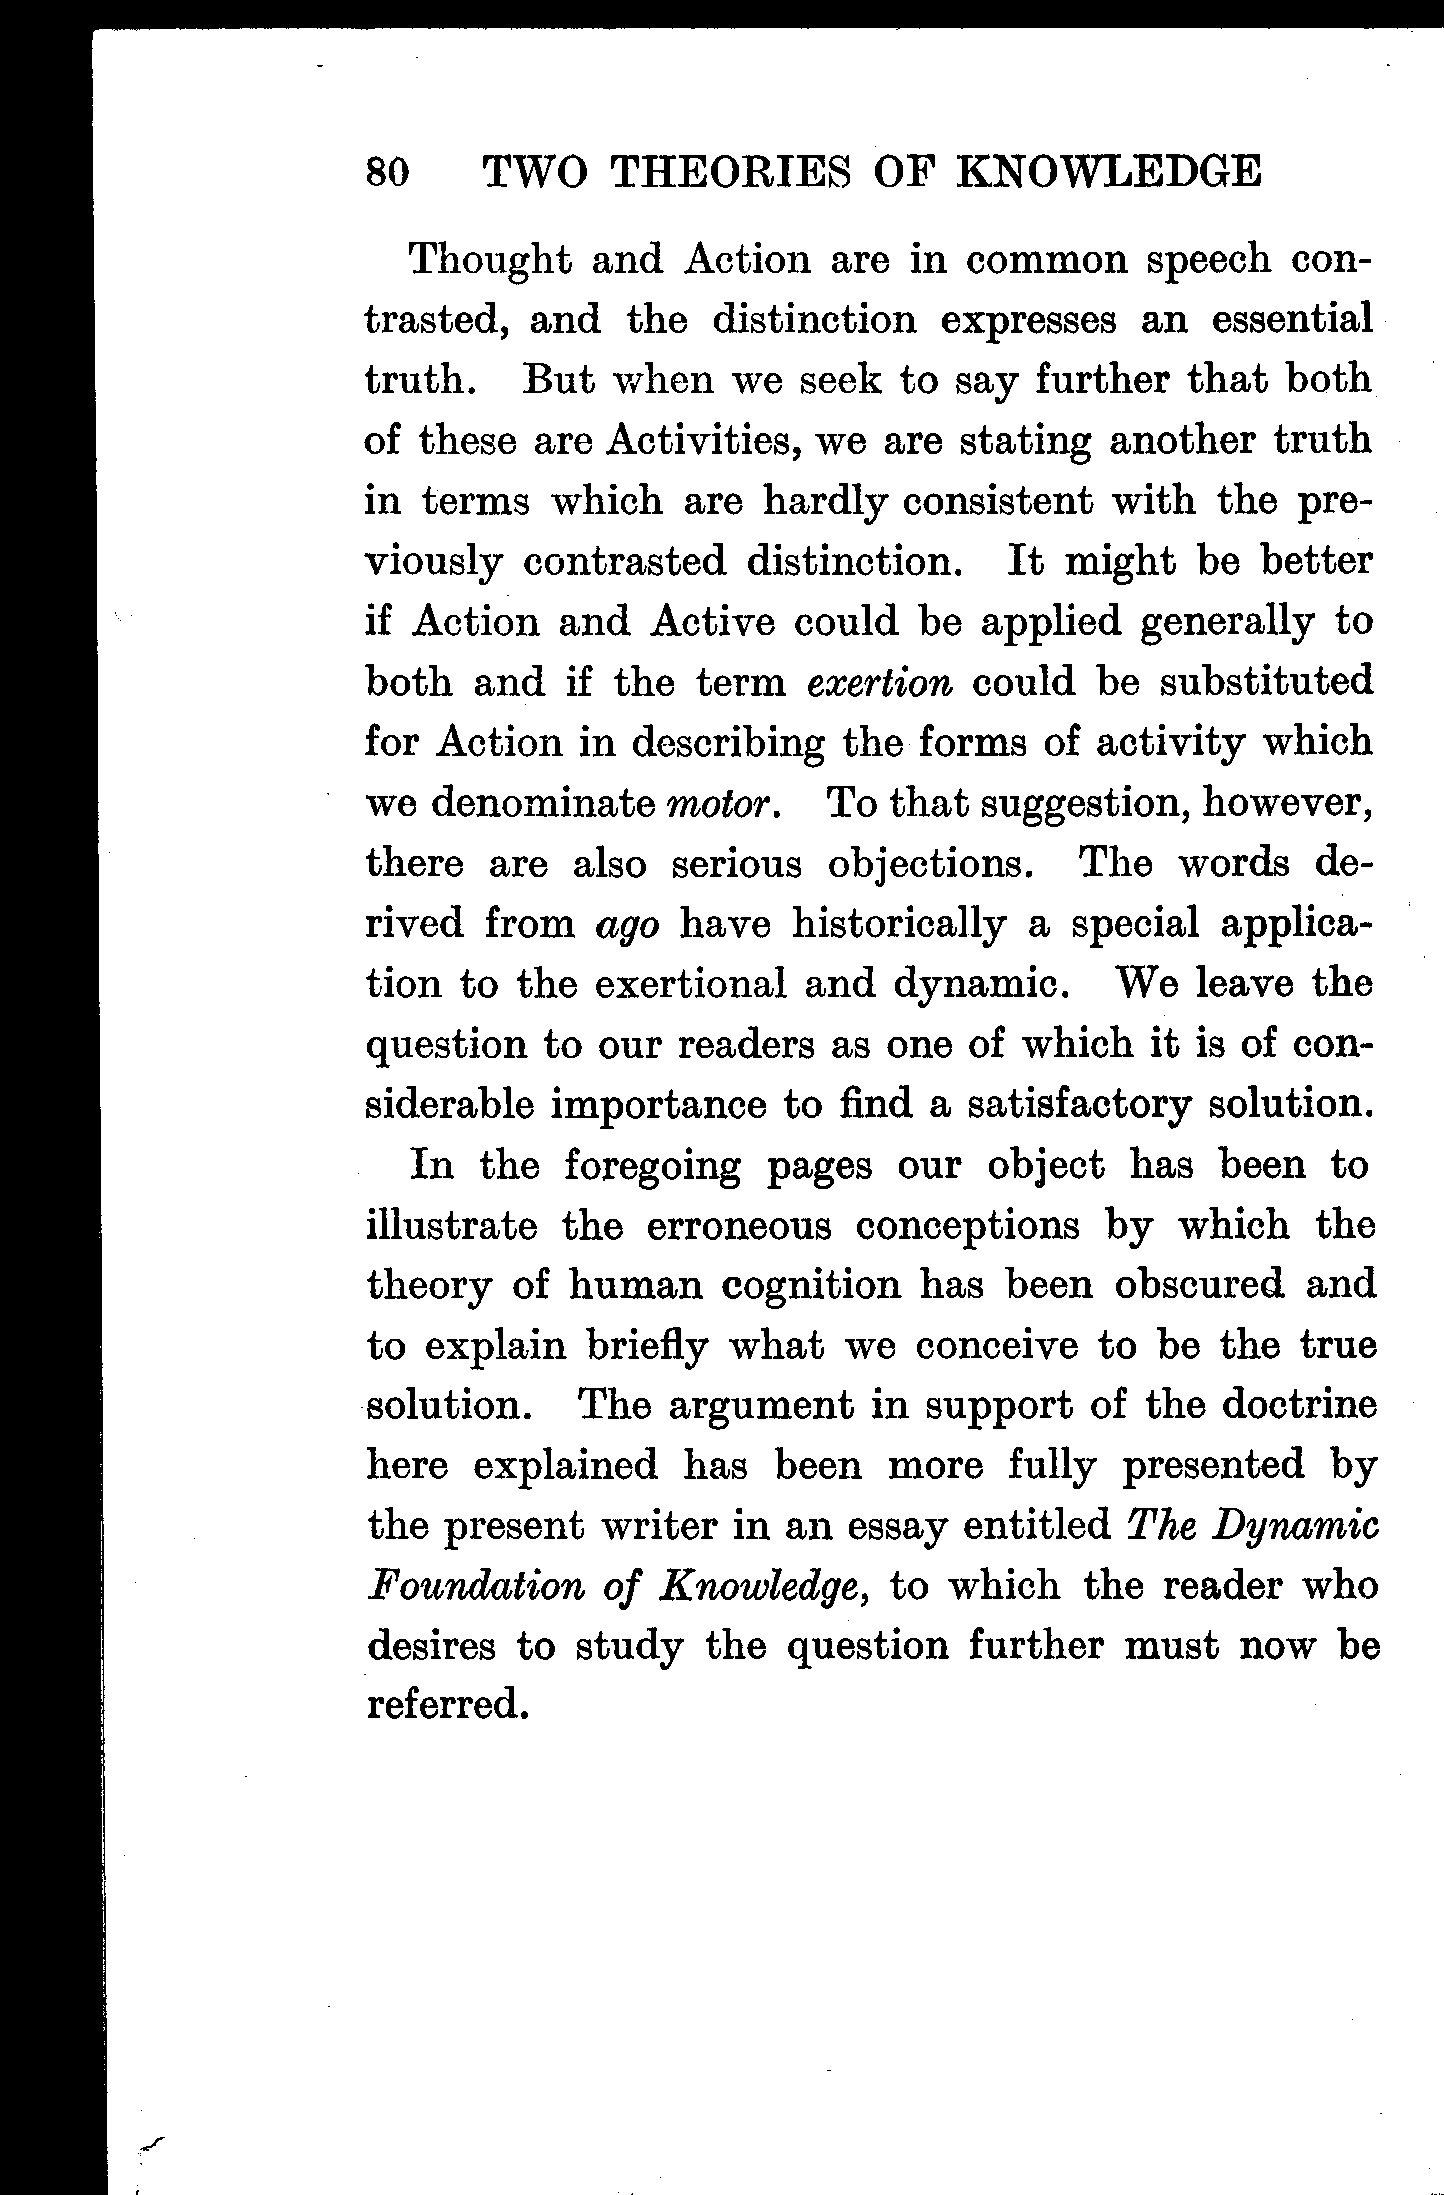 80 TWO THEORIES OF KNOWLEDGE
Thought and Action are in common speech con-
trasted, and the distinction expresses an essential
truth. But when we seek to say further that both
of these are Activities, we are stating another truth
in terms which are hardly consistent with the pre-
viously contrasted distinction. It might be better
if Action and Active could be applied generally to
both and if the term exertion could be substituted
for Action in describing the forms of activity which
we denominate motor. To that suggestion, however,
there are also serious objections. The words de-
rived from ago have historically a special applica-
tion to the exertional and dynamic. We leave the
question to our readers as one of which it is of con-
siderable importance to find a satisfactory solution.
In the foregoing pages our object has been to
illustrate the erroneous conceptions by which the
theory of human cognition has been obscured and
to explain briefly what we conceive to be the true
solution. The argument in support of the doctrine
here explained has been more fully presented by
the present writer in an essay entitled The Dynamic
Foundation of Knowledge, to which the reader who
desires to study the question further must now be
referred.